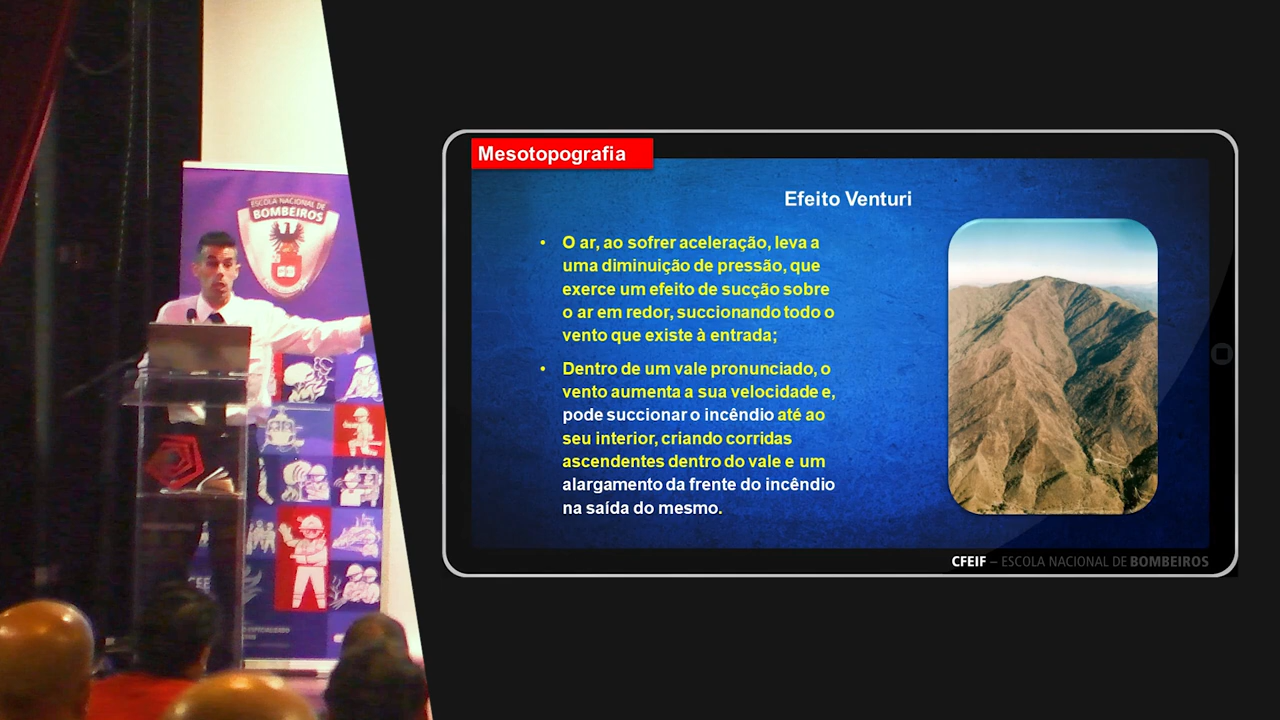 ESCOLA NACIONAL DE
BOMBEIROS
Mesotopografia
Efeito Venturi
• O ar, ao sofrer aceleração, leva a
uma diminuição de pressão, que
exerce um efeito de sucção sobre
o ar em redor, succionando todo o
vento que existe à entrada;
• Dentro de um vale pronunciado, o
vento aumenta a sua velocidade e,
pode succionar o incêndio até ao
seu interior, criando corridas
ascendentes dentro do vale e um
alargamento da frente do incêndio
na saída do mesmo.
CFEIF – ESCOLA NACIONAL DE BOMBEIROS